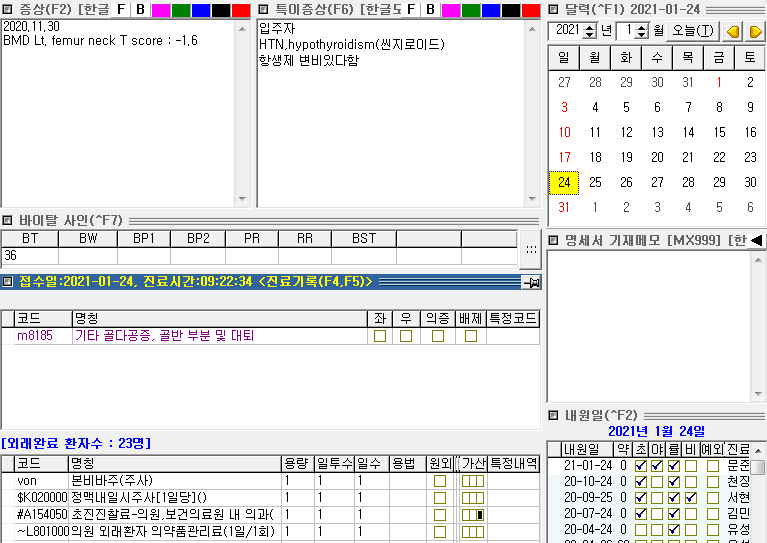 증상(F2) [한글 F B
2020,11,30
BMD Lt, femur neck T score : -1,6
특이증상(F6) [한글도 F B
입주자
HTN,hypothyroidism(씬지로이드)
항생제 변비있다함
달력(^F1) 2021-01-24
2021 년 1 월 오늘(T)
일 월 화 수 목 금 토
27 28 29 30 31 1 2
3 4 5 6 7 8 9
10 11 12 13 14 15 16
17 18 19 20 21 22 23
24 25 26 27 28 29 30
31 1 2 3 4 5 6
바이탈 사인(^F7)
BT BW BP1 BP2 PR RR BST
36
명세서 기재메모 [MX999] [한
접수일:2021-01-24, 진료시간:09:22:34 <진료기록(F4,F5)>
코드 명칭 좌 우 의증 배제 특정코드
m8185 기타 골다공증, 골반 부분 및 대퇴
[외래완료 환자수 : 23명]
코드 명칭 용량 일투수 일수 용법 원외 가산 특정내역
von 본비바주(주사) 1 1 1
$K020000 정맥내일시주사[1일당]() 1 1 1
#A154050 초진진찰료-의원,보건의료원 내 의과( 1 1 1
~L801000 의원 외래환자 의약품관리료(1일/1회) 1 1 1
내원일(^F2)
2021년 1월 24일
내원일 약 초 야 률 비 예외 진료
21-01-24 0 문준
20-10-24 0 천징
20-09-25 0 서현
20-07-24 0 김민
20-04-24 0 유성